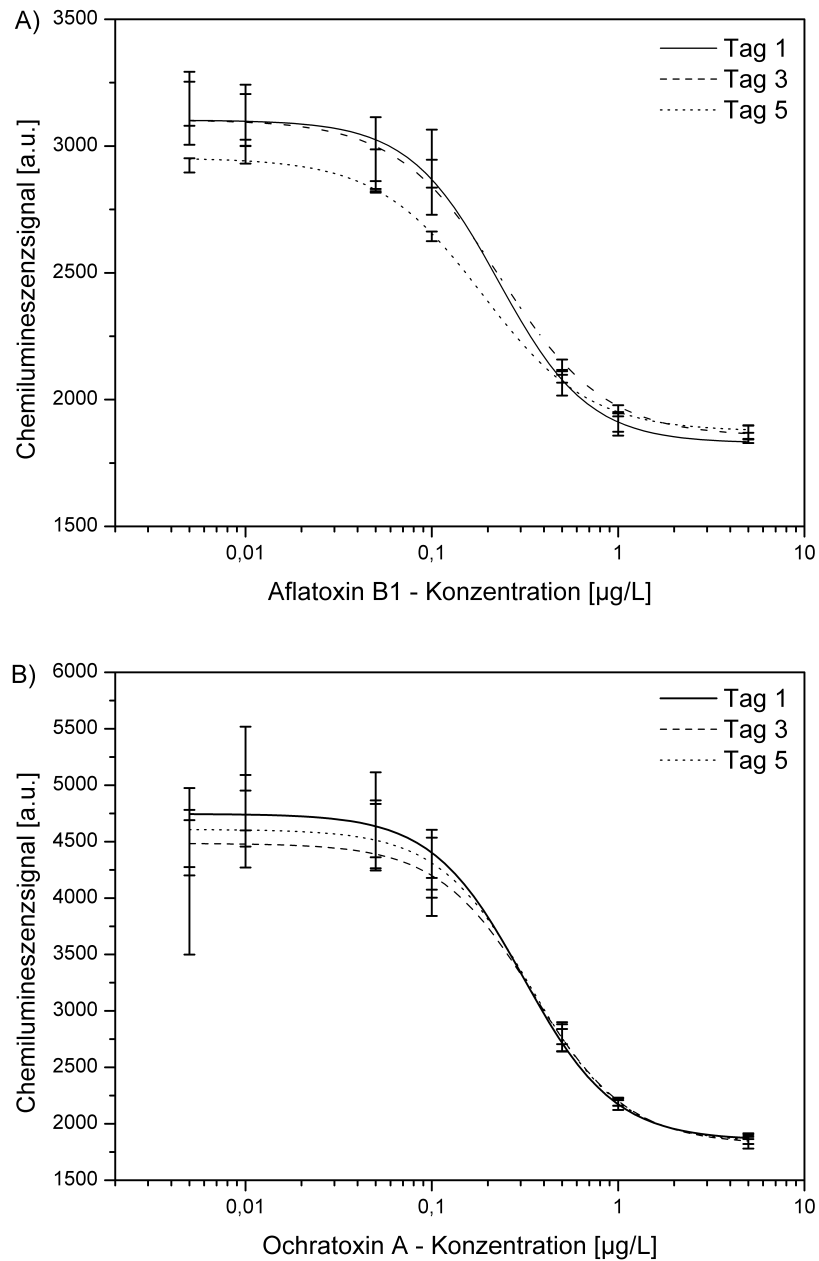 A)
3500
3000
2500
2000
1500
Chemilumineszenzsignal [a.u.]
Tag 1
Tag 3
Tag 5
0,01
0,1
1
10
Aflatoxin B1 - Konzentration [µg/L]
B)
6000
5500
5000
4500
4000
3500
3000
2500
2000
1500
Chemilumineszenzsignal [a.u.]
Tag 1
Tag 3
Tag 5
0,01
0,1
1
10
Ochratoxin A - Konzentration [µg/L]